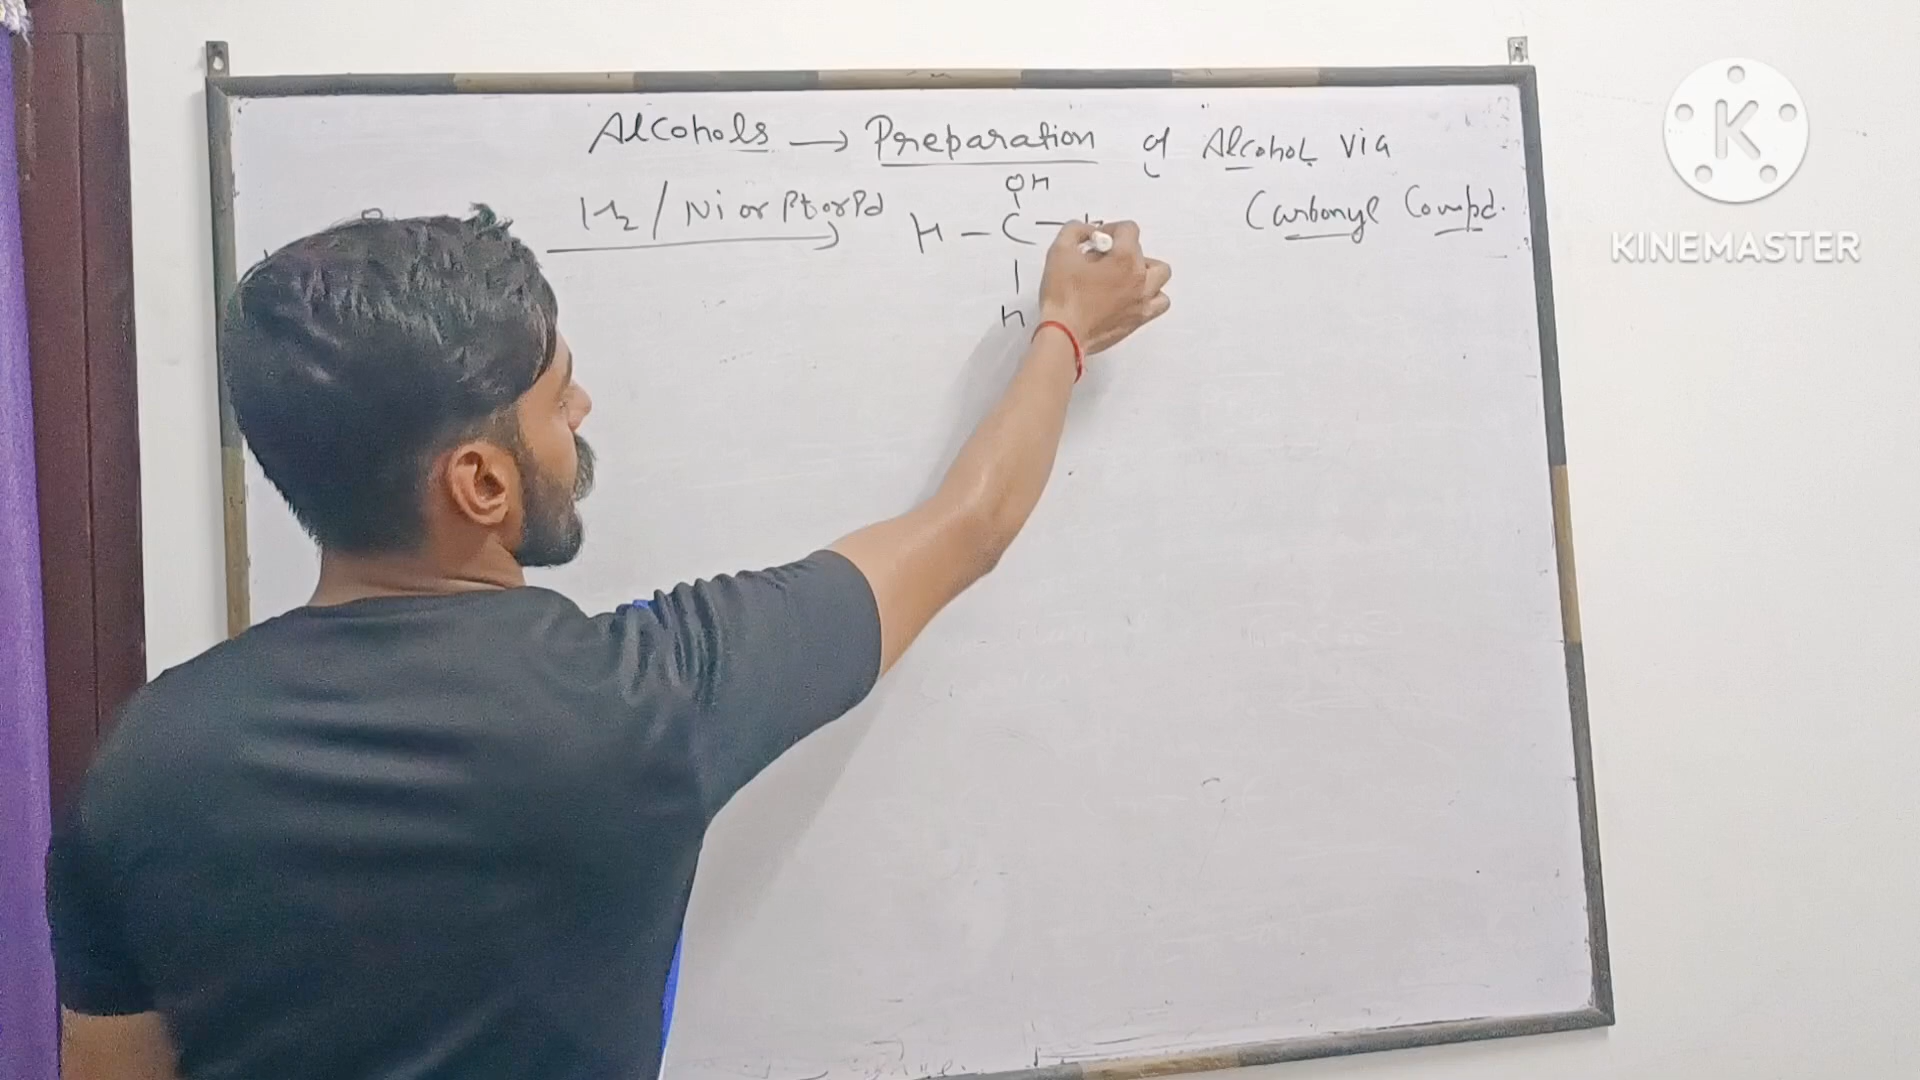 Alcohols → Preparation of Alcohol via
Carbonyl Compd.
H2 / Ni or Pt or Pd
OH
H - C -
H
K
KINEMASTER